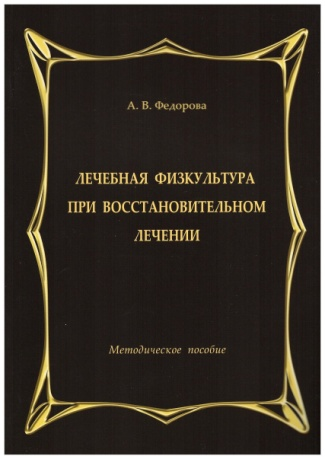 А. В. Федорова
ЛЕЧЕБНАЯ ФИЗКУЛЬТУРА
ПРИ ВОССТАНОВИТЕЛЬНОМ
ЛЕЧЕНИИ
Методическое пособие